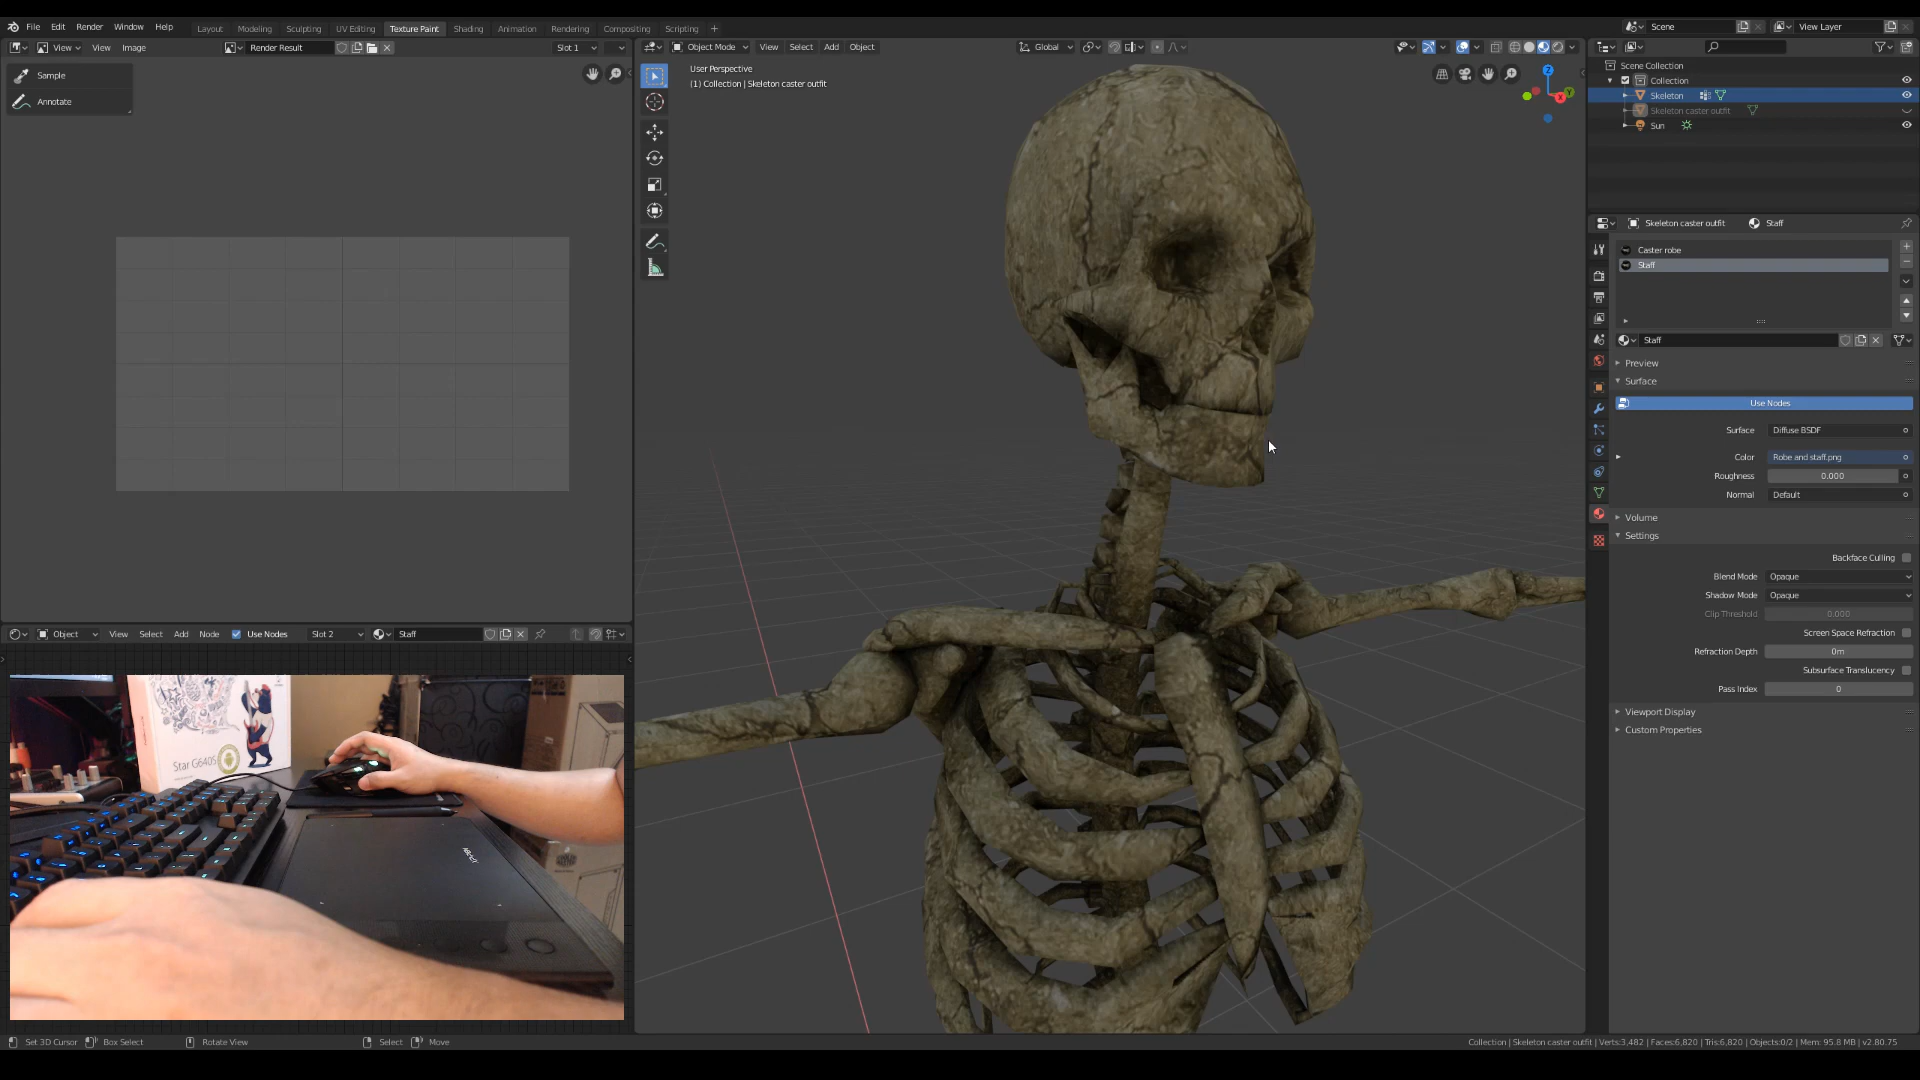 File Edit Render Window Help
Layout Modeling Sculpting UV Editing Texture Paint Shading Animation Rendering Compositing Scripting +
Scene
View Layer
View View Image
Render Result
Slot 1
Sample
Annotate
Object Mode View Select Add Object
Global
User Perspective
(1) Collection | Skeleton caster outfit
Z
Y
X
Scene Collection
Collection
Skeleton
Skeleton caster outfit
Sun
Skeleton caster outfit Staff
Caster robe
Staff
Staff
Preview
Surface
Use Nodes
Surface Diffuse BSDF
Color Robe and staff.png
Roughness 0.000
Normal Default
Volume
Settings
Backface Culling
Blend Mode Opaque
Shadow Mode Opaque
Clip Threshold 0.000
Screen Space Refraction
Refraction Depth 0m
Subsurface Translucency
Pass Index 0
Viewport Display
Custom Properties
Object View Select Add Node Use Nodes Slot 2 Staff
Star G640S
Set 3D Cursor Box Select Rotate View Select Move
Collection | Skeleton caster outfit | Verts:3,482 | Faces:6,820 | Tris:6,820 | Objects:0/2 | Mem: 95.8 MB | v2.80.75